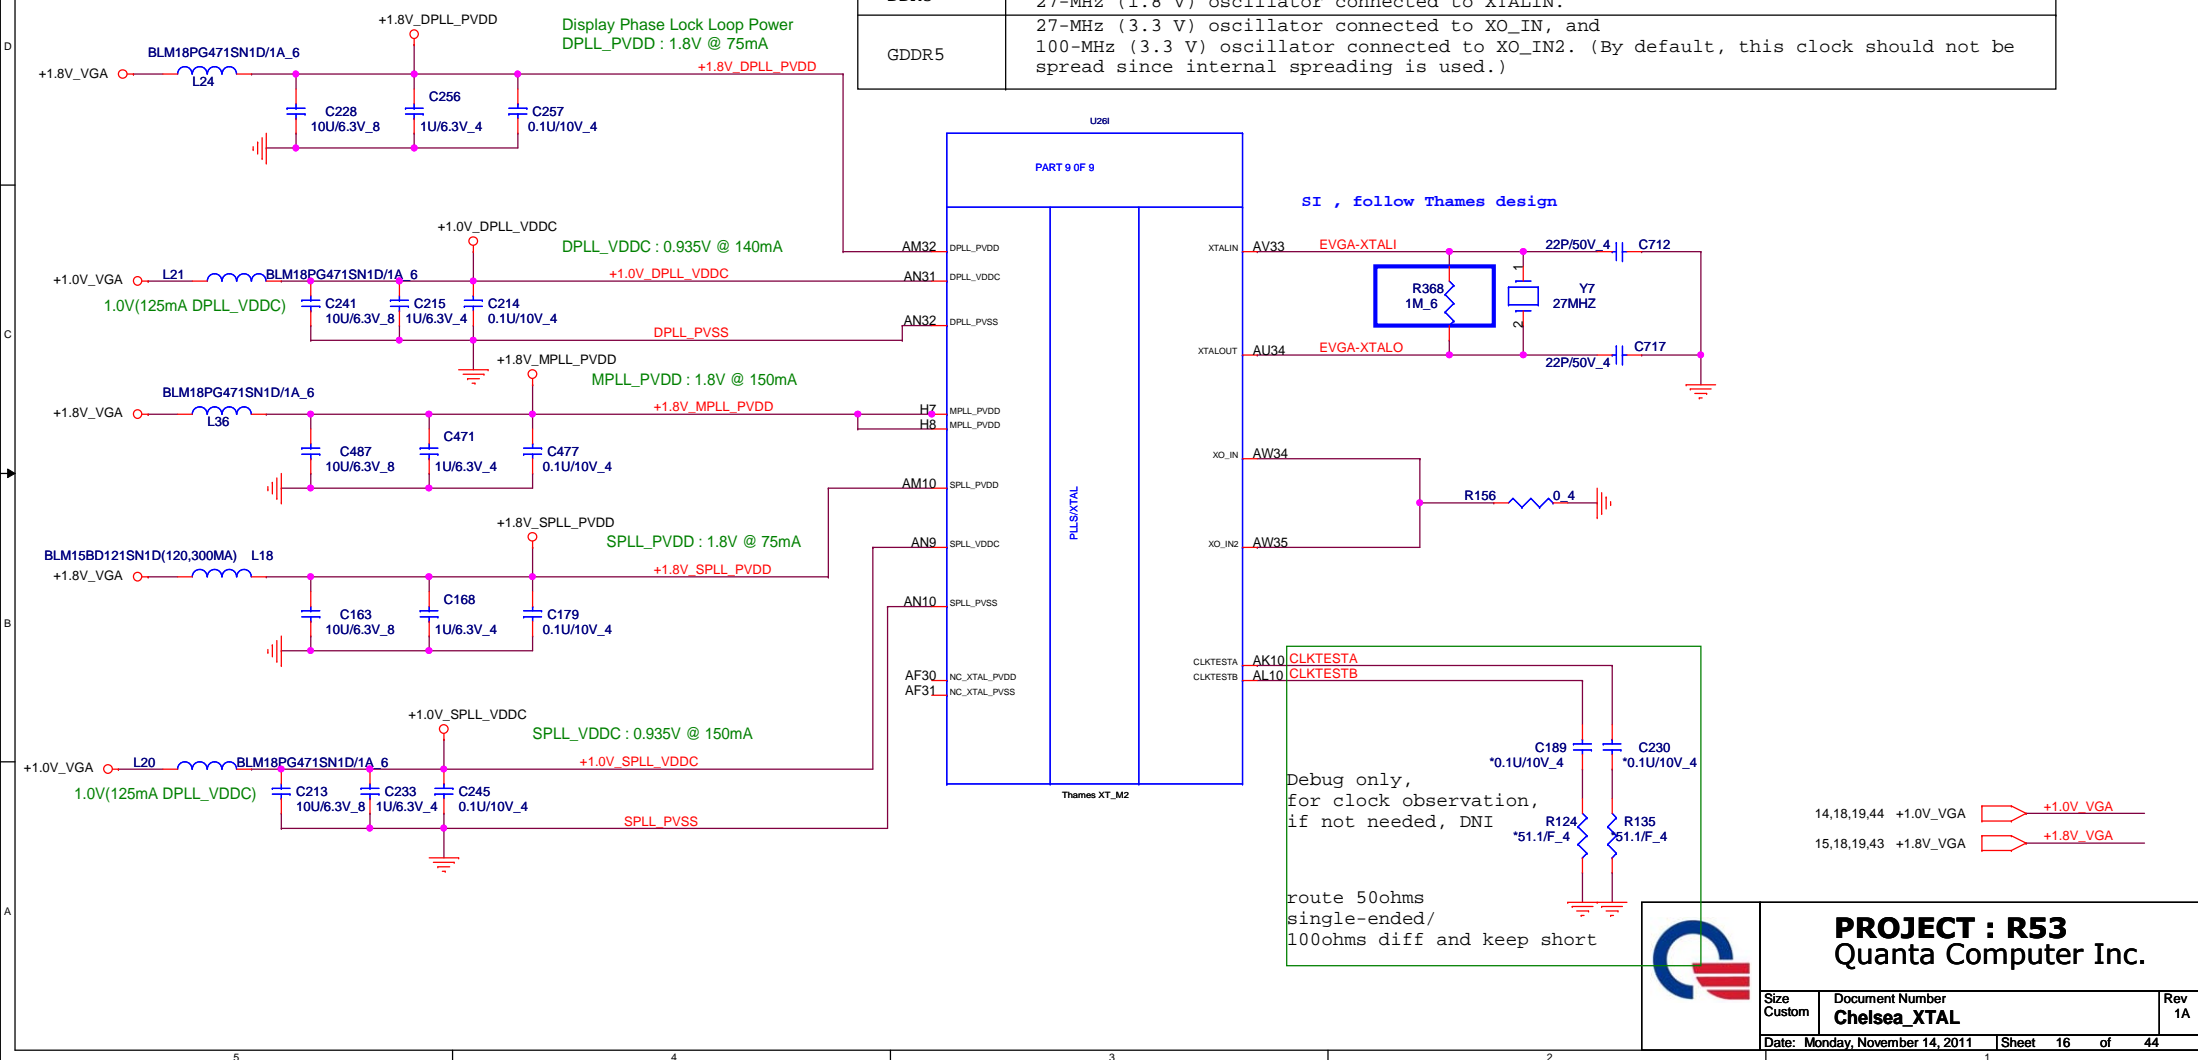 27-MHz (1.8 V) oscillator connected to XTALIN.
GDDR5
27-MHz (3.3 V) oscillator connected to XO_IN, and
100-MHz (3.3 V) oscillator connected to XO_IN2. (By default, this clock should not be
spread since internal spreading is used.)
D
+1.8V_DPLL_PVDD
Display Phase Lock Loop Power
DPLL_PVDD : 1.8V @ 75mA
BLM18PG471SN1D/1A_6
+1.8V_VGA
L24
+1.8V_DPLL_PVDD
C228
10U/6.3V_8
C256
1U/6.3V_4
C257
0.1U/10V_4
U26I
PART 9 0F 9
SI , follow Thames design
+1.0V_DPLL_VDDC
DPLL_VDDC : 0.935V @ 140mA
+1.0V_VGA
L21
BLM18PG471SN1D/1A_6
+1.0V_DPLL_VDDC
1.0V(125mA DPLL_VDDC)
C241
10U/6.3V_8
C215
1U/6.3V_4
C214
0.1U/10V_4
DPLL_PVSS
C
AM32 DPLL_PVDD
AN31 DPLL_VDDC
AN32 DPLL_PVSS
XTALIN AV33 EVGA-XTALI
22P/50V_4 C712
R368
1M_6
1
Y7
27MHZ
2
XTALOUT AU34 EVGA-XTALO
22P/50V_4 C717
+1.8V_MPLL_PVDD
MPLL_PVDD : 1.8V @ 150mA
BLM18PG471SN1D/1A_6
+1.8V_VGA
L36
+1.8V_MPLL_PVDD
H7 MPLL_PVDD
H8 MPLL_PVDD
C487
10U/6.3V_8
C471
1U/6.3V_4
C477
0.1U/10V_4
XO_IN AW34
AM10 SPLL_PVDD
R156 0_4
PLLS/XTAL
+1.8V_SPLL_PVDD
SPLL_PVDD : 1.8V @ 75mA
BLM15BD121SN1D(120,300MA) L18
+1.8V_VGA
+1.8V_SPLL_PVDD
AN9 SPLL_VDDC
XO_IN2 AW35
AN10 SPLL_PVSS
B
C163
10U/6.3V_8
C168
1U/6.3V_4
C179
0.1U/10V_4
CLKTESTA AK10 CLKTESTA
CLKTESTB AL10 CLKTESTB
AF30 NC_XTAL_PVDD
AF31 NC_XTAL_PVSS
+1.0V_SPLL_VDDC
SPLL_VDDC : 0.935V @ 150mA
+1.0V_VGA
L20
BLM18PG471SN1D/1A_6
+1.0V_SPLL_VDDC
1.0V(125mA DPLL_VDDC)
C213
10U/6.3V_8
C233
1U/6.3V_4
C245
0.1U/10V_4
SPLL_PVSS
Thames XT_M2
C189
*0.1U/10V_4
C230
*0.1U/10V_4
Debug only,
for clock observation,
if not needed, DNI
R124
*51.1/F_4
R135
*51.1/F_4
route 50ohms
single-ended/
100ohms diff and keep short
14,18,19,44 +1.0V_VGA +1.0V_VGA
15,18,19,43 +1.8V_VGA +1.8V_VGA
A
PROJECT : R53
Quanta Computer Inc.
Size
Custom
Document Number
Chelsea_XTAL
Rev
1A
Date: Monday, November 14, 2011
Sheet 16 of 44
5 4 3 2 1